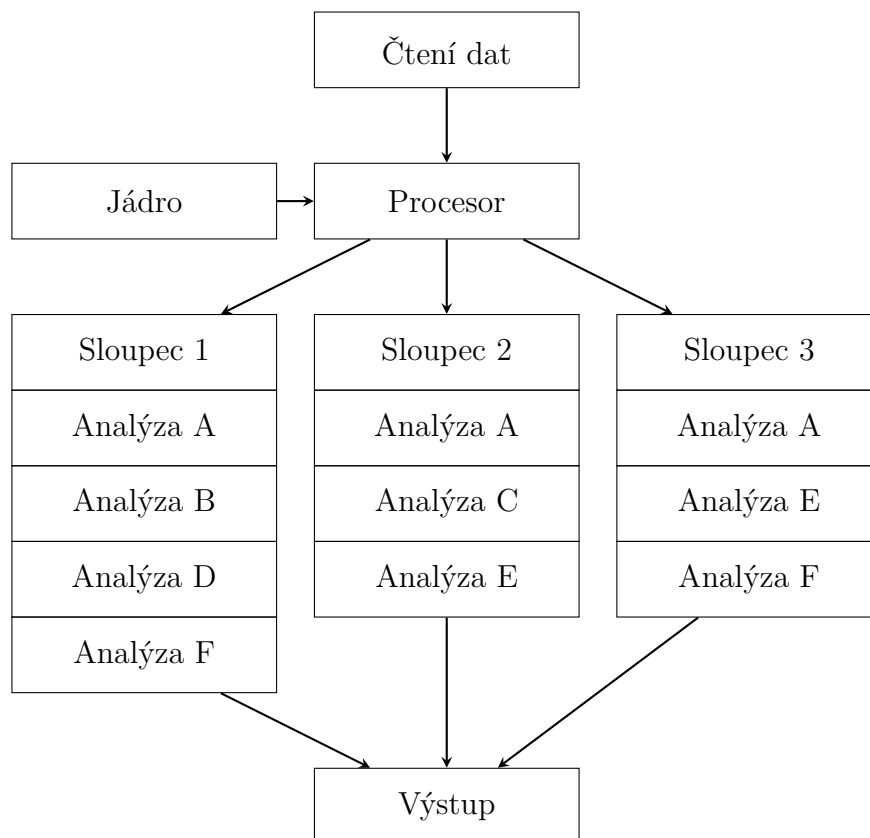 Čtení dat
Jádro
Procesor
Sloupec 1
Analýza A
Analýza B
Analýza D
Analýza F
Sloupec 2
Analýza A
Analýza C
Analýza E
Sloupec 3
Analýza A
Analýza E
Analýza F
Výstup